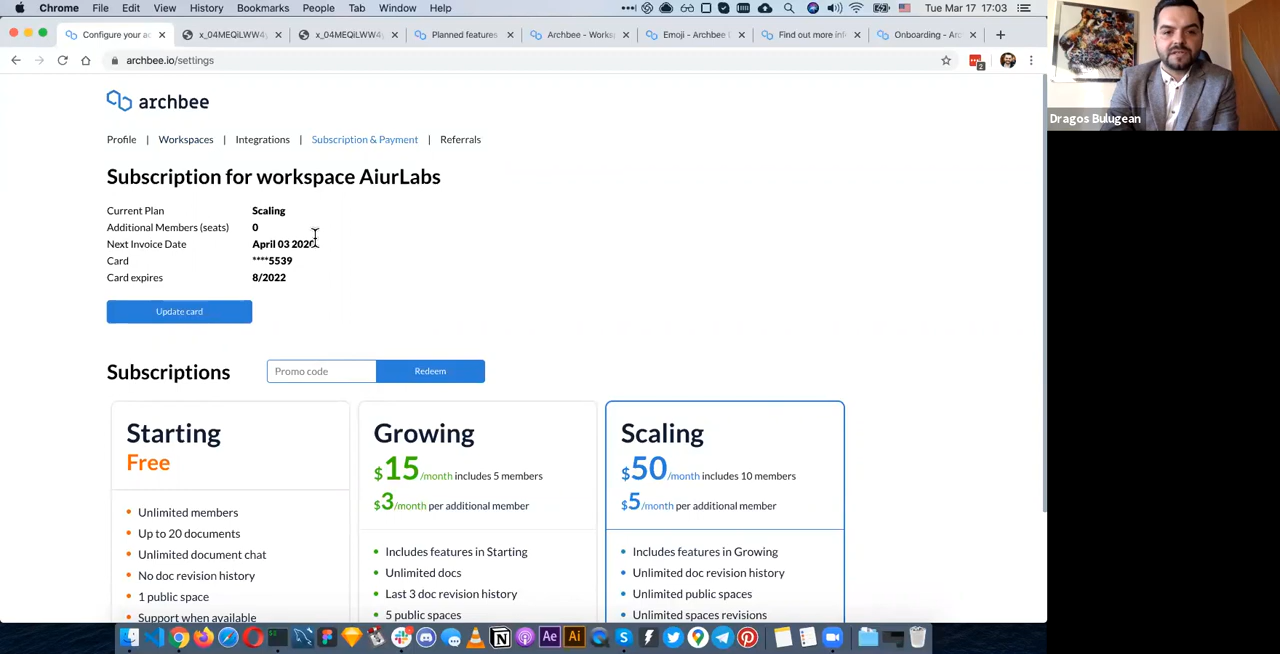 Chrome File Edit View History Bookmarks People Tab Window Help Tue Mar 17 17:03
Configure your ac x_04MEQiLWW4 x_04MEQiLWW4 Planned features Archbee - Works Emoji - Archbee Find out more inf Onboarding - Arc
archbee.io/settings
2
Dragos Bulugean
archbee
Profile | Workspaces | Integrations | Subscription & Payment | Referrals
Subscription for workspace AiurLabs
Current Plan Scaling
Additional Members (seats) 0
Next Invoice Date April 03 2020
Card ****5539
Card expires 8/2022
Update card
Subscriptions Promo code Redeem
Starting
Free
Unlimited members
Up to 20 documents
Unlimited document chat
No doc revision history
1 public space
Support when available
Growing
$15/month includes 5 members
$3/month per additional member
Includes features in Starting
Unlimited docs
Last 3 doc revision history
5 public spaces
Scaling
$50/month includes 10 members
$5/month per additional member
Includes features in Growing
Unlimited doc revision history
Unlimited public spaces
Unlimited spaces revisions
Ae Ai